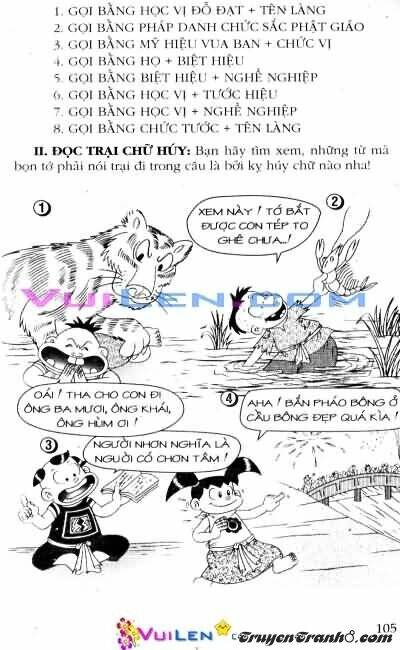 1. GỌI BẰNG HỌC VỊ ĐỖ ĐẠT + TÊN LÀNG
2. GỌI BẰNG PHÁP DANH CHỨC SẮC PHẬT GIÁO
3. GỌI BẰNG MỸ HIỆU VUA BAN + CHỨC VỊ
4. GỌI BẰNG HỌ + BIỆT HIỆU
5. GỌI BẰNG BIỆT HIỆU + NGHỀ NGHIỆP
6. GỌI BẰNG HỌC VỊ + TƯỚC HIỆU
7. GỌI BẰNG HỌC VỊ + NGHỀ NGHIỆP
8. GỌI BẰNG CHỨC TƯỚC + TÊN LÀNG
II. ĐỌC TRẠI CHỮ HÚY: Bạn hãy tìm xem, những từ mà
bọn tớ phải nói trại đi trong câu là bởi kỵ húy chữ nào nha!
1
OÁI! THA CHO CON ĐI
ÔNG BA MƯƠI, ÔNG KHÁI,
ÔNG HÙM ƠI!
2
XEM NÀY! TỚ BẮT
ĐƯỢC CON TÉP TO
GHÊ CHƯA...!
VUILEN.COM
3
NGƯỜI NHƠN NGHĨA LÀ
NGƯỜI CÓ CHƠN TÂM!
4
AHA! BẮN PHÁO BÔNG Ở
CẦU BÔNG ĐẸP QUÁ KÌA!
105
VUILEN
TruyenTranh8.com